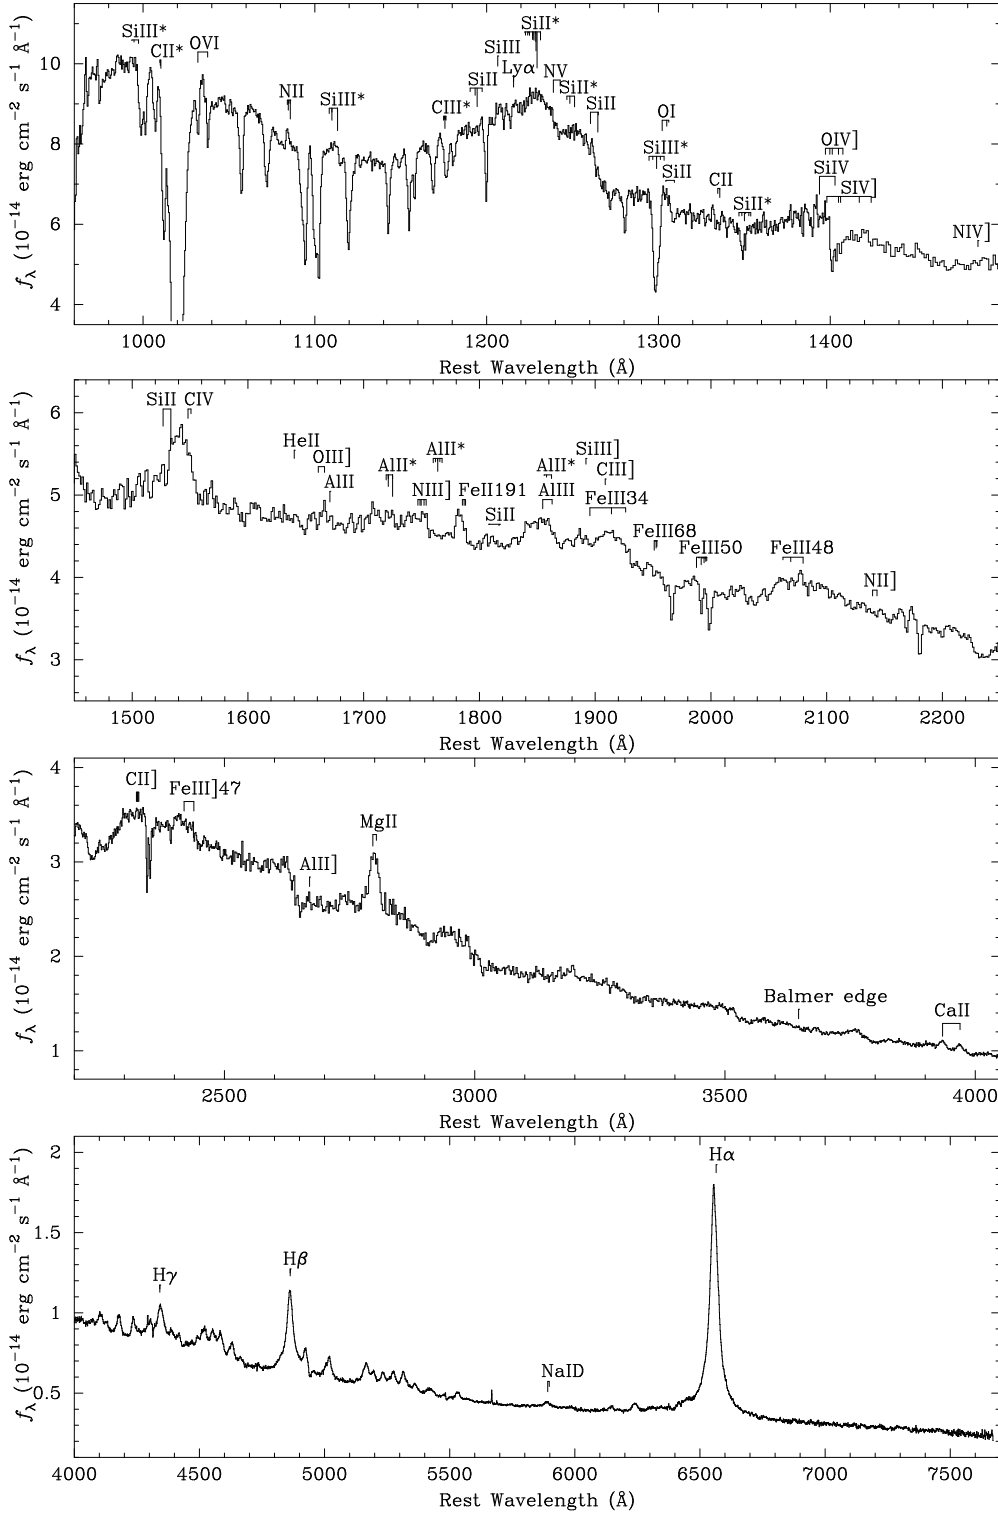 SiII*
SiIII*
CII*
OVI
SiIII
Lyα
NV
SiII
SiII*
SiII
NII
SiIII*
CIII*
OI
SiIII*
SiII
OIV]
SiIV
SIV]
CII
SiII*
NIV]
10
8
6
4
f_λ (10⁻¹⁴ erg cm⁻² s⁻¹ Å⁻¹)
1000 1100 1200 1300 1400
Rest Wavelength (Å)
SiII CIV
HeII
OIII]
AlII
AlII*
NIII]
AlII*
FeII191
SiII
AlII*
AlIII
SiIII]
CIII]
FeIII34
FeIII68
FeIII50
FeIII48
NII]
6
5
4
3
f_λ (10⁻¹⁴ erg cm⁻² s⁻¹ Å⁻¹)
1500 1600 1700 1800 1900 2000 2100 2200
Rest Wavelength (Å)
CII]
FeIII]47
AlII]
MgII
Balmer edge
CaII
4
3
2
1
f_λ (10⁻¹⁴ erg cm⁻² s⁻¹ Å⁻¹)
2500 3000 3500 4000
Rest Wavelength (Å)
Hγ
Hβ
NaID
Hα
2
1.5
1
0.5
f_λ (10⁻¹⁴ erg cm⁻² s⁻¹ Å⁻¹)
4000 4500 5000 5500 6000 6500 7000 7500
Rest Wavelength (Å)